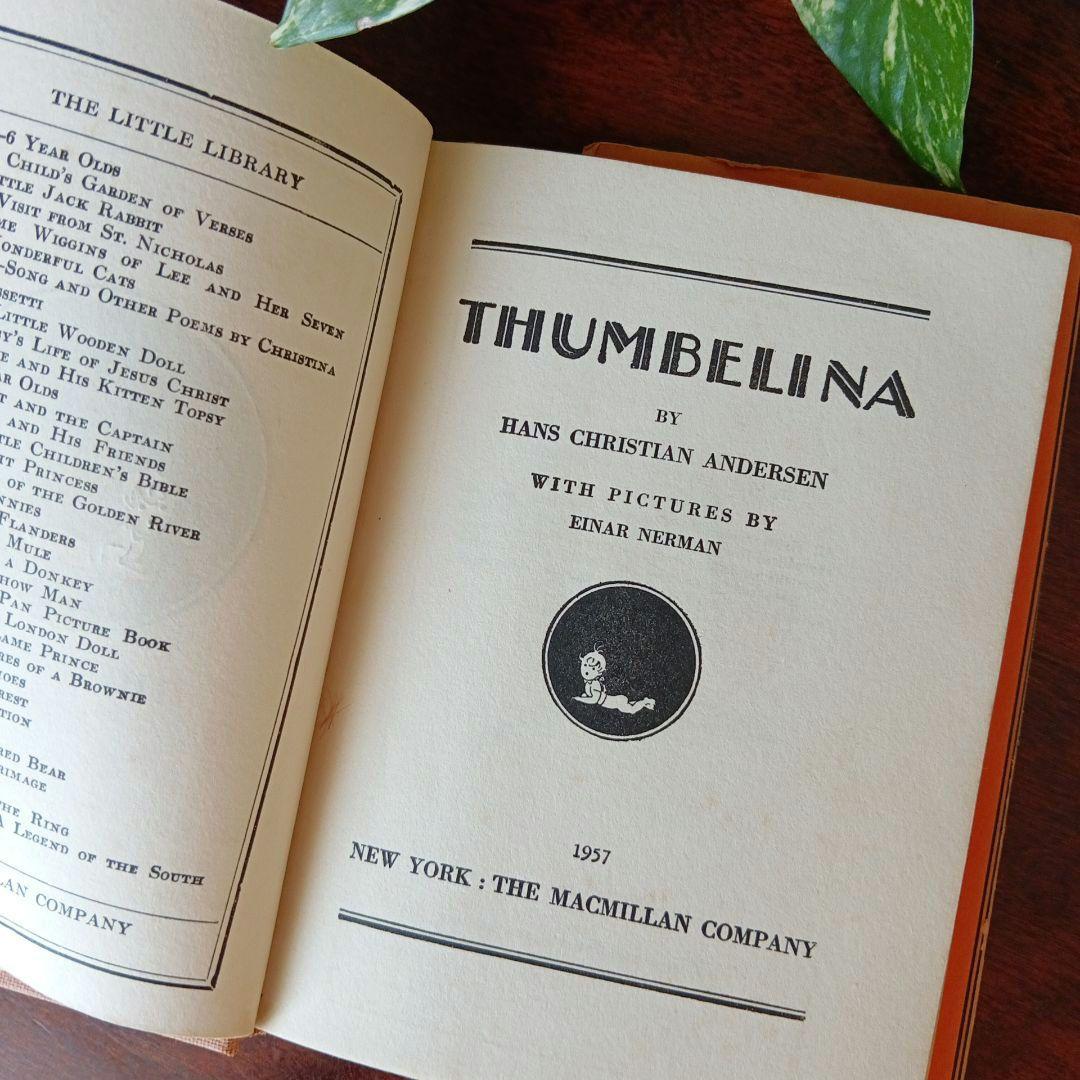 THE LITTLE LIBRARY
-6 YEAR OLDS
CHILD'S GARDEN OF VERSES
TTLE JACK RABBIT
VISIT FROM ST. NICHOLAS
ME WIGGINS OF LEE AND HER SEVEN
WONDERFUL CATS
-SONG AND OTHER POEMS BY CHRISTINA
SSETTI
LITTLE WOODEN DOLL
Y'S LIFE OF JESUS CHRIST
E AND HIS KITTEN TOPSY
AR OLDS
T AND THE CAPTAIN
AND HIS FRIENDS
TLE CHILDREN'S BIBLE
HT PRINCESS
OF THE GOLDEN RIVER
NNIES
FLANDERS
MULE
A DONKEY
HOW MAN
PAN PICTURE BOOK
LONDON DOLL
AME PRINCE
RES OF A BROWNIE
HOES
REST
TION
RED BEAR
RIMAGE
THE RING
A LEGEND OF THE SOUTH
LAN COMPANY
THUMBELINA
BY
HANS CHRISTIAN ANDERSEN
WITH PICTURES BY
EINAR NERMAN
1957
NEW YORK : THE MACMILLAN COMPANY